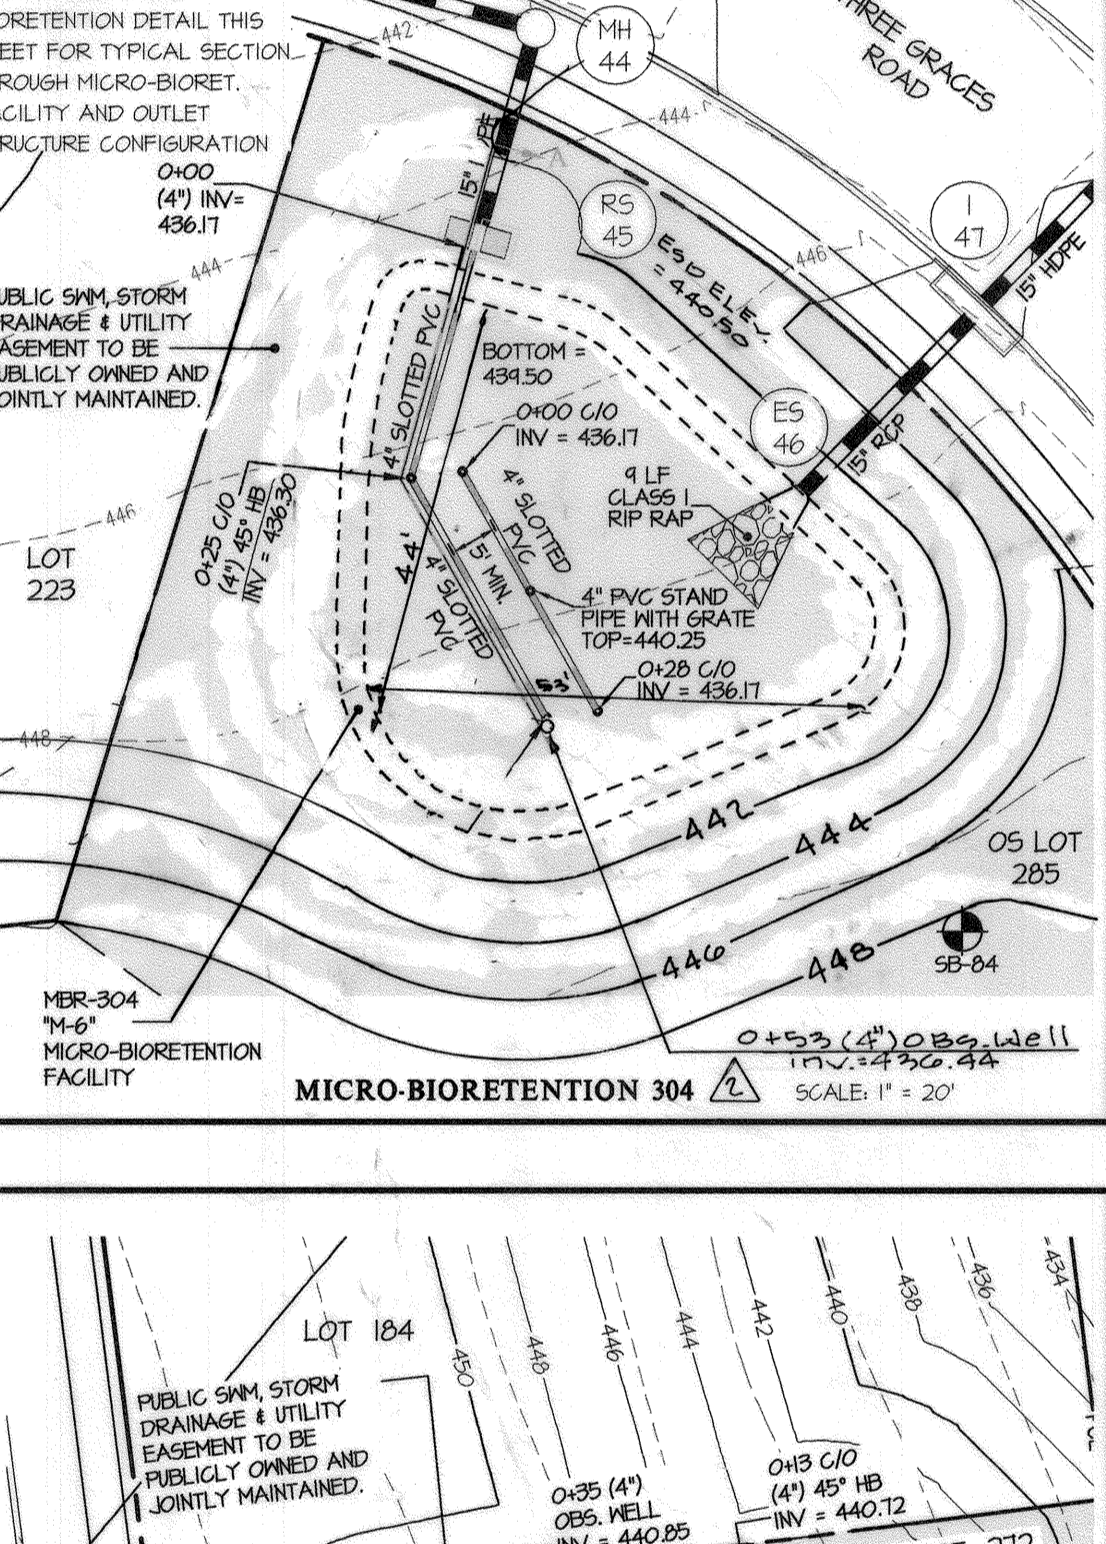 ORETENTION DETAIL THIS
EET FOR TYPICAL SECTION
ROUGH MICRO-BIORET.
CILITY AND OUTLET
RUCTURE CONFIGURATION
442
MH
44
THREE GRACES
ROAD
444
15"
0+00
(4") INV=
436.17
RS
45
ESD ELEV
= 440.50
446
I
47
15" HDPE
444
UBLIC SWM, STORM
RAINAGE & UTILITY
ASEMENT TO BE
UBLICLY OWNED AND
OINTLY MAINTAINED.
4" SLOTTED PVC
BOTTOM =
439.50
0+00 C/O
INV = 436.17
ES
46
15" RCP
9 LF
CLASS I
RIP RAP
4" SLOTTED
PVC
0+25 C/O
(4") 45° HB
INV = 436.30
446
LOT
223
44'
4" SLOTTED
PVC
5' MIN.
4" PVC STAND
PIPE WITH GRATE
TOP=440.25
0+28 C/O
INV = 436.17
53'
448
442
444
446
448
OS LOT
285
SB-84
MBR-304
"M-6"
MICRO-BIORETENTION
FACILITY
0+53 (4") OBS. Well
inv.=436.44
MICRO-BIORETENTION 304
2
SCALE: 1" = 20'
LOT 184
450
448
446
444
442
440
438
436
434
PUBLIC SWM, STORM
DRAINAGE & UTILITY
EASEMENT TO BE
PUBLICLY OWNED AND
JOINTLY MAINTAINED.
0+35 (4")
OBS. WELL
INV = 440.85
0+13 C/O
(4") 45° HB
INV = 440.72